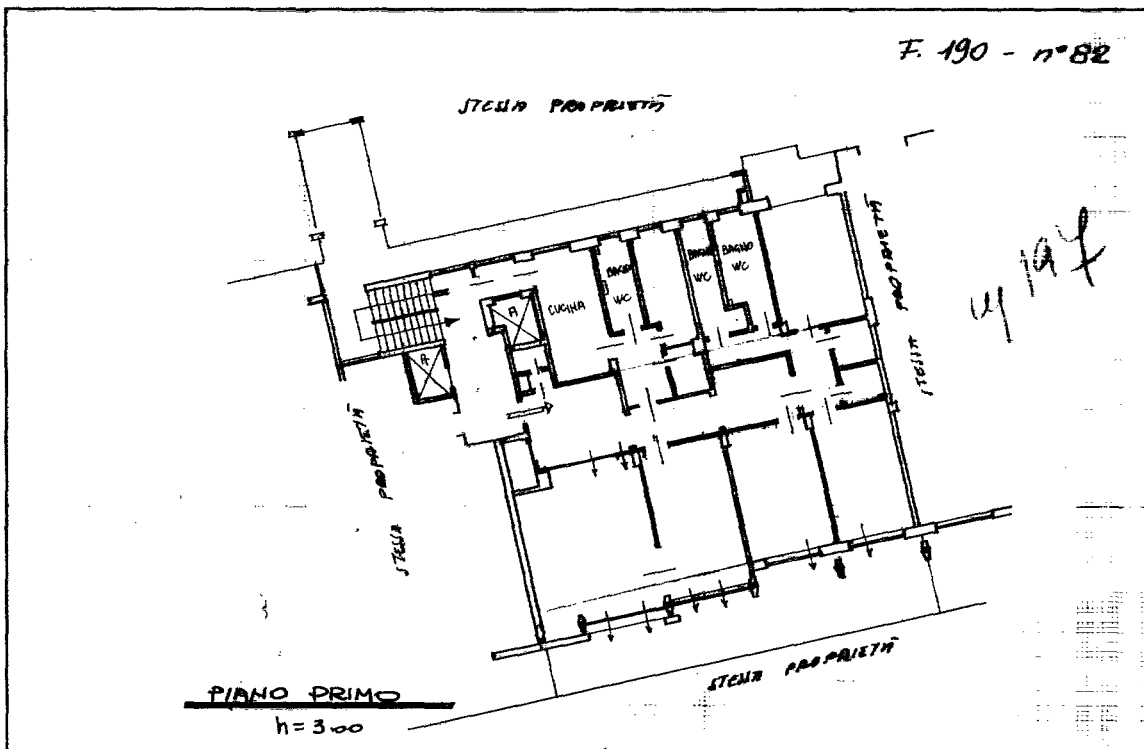 F. 190 - n° 82
STESSA PROPRIETÀ
STESSA PROPRIETÀ
BAGNO
WC
BAGNO
WC
BAGNO
WC
CUCINA
A
A
STESSA PROPRIETÀ
STESSA PROPRIETÀ
PIANO PRIMO
h = 3.00